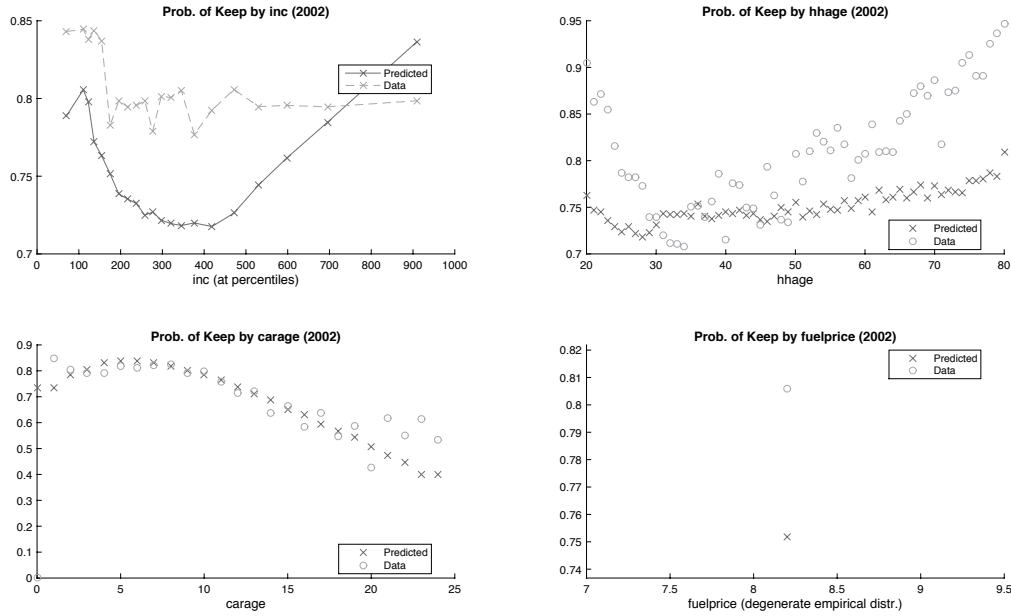 Prob. of Keep by inc (2002)
0.85
0.8
0.75
0.7
0 100 200 300 400 500 600 700 800 900 1000
inc (at percentiles)
Predicted
Data
Prob. of Keep by hhage (2002)
0.95
0.9
0.85
0.8
0.75
0.7
20 30 40 50 60 70 80
hhage
Predicted
Data
Prob. of Keep by carage (2002)
0.9
0.8
0.7
0.6
0.5
0.4
0.3
0.2
0.1
0
0 5 10 15 20 25
carage
Predicted
Data
Prob. of Keep by fuelprice (2002)
0.82
0.81
0.8
0.79
0.78
0.77
0.76
0.75
0.74
7 7.5 8 8.5 9 9.5
fuelprice (degenerate empirical distr.)
Predicted
Data